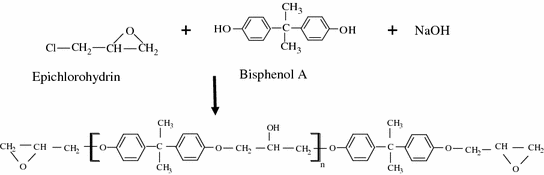 O CH₃
Cl—CH₂—CH—CH₂ + HO C OH + NaOH
CH₃
Epichlorohydrin Bisphenol A
CH₃ OH CH₃
CH₂ CH—CH₂ O C O—CH₂—CH—CH₂ n O C O—CH₂—CH CH₂
O CH₃ CH₃ O